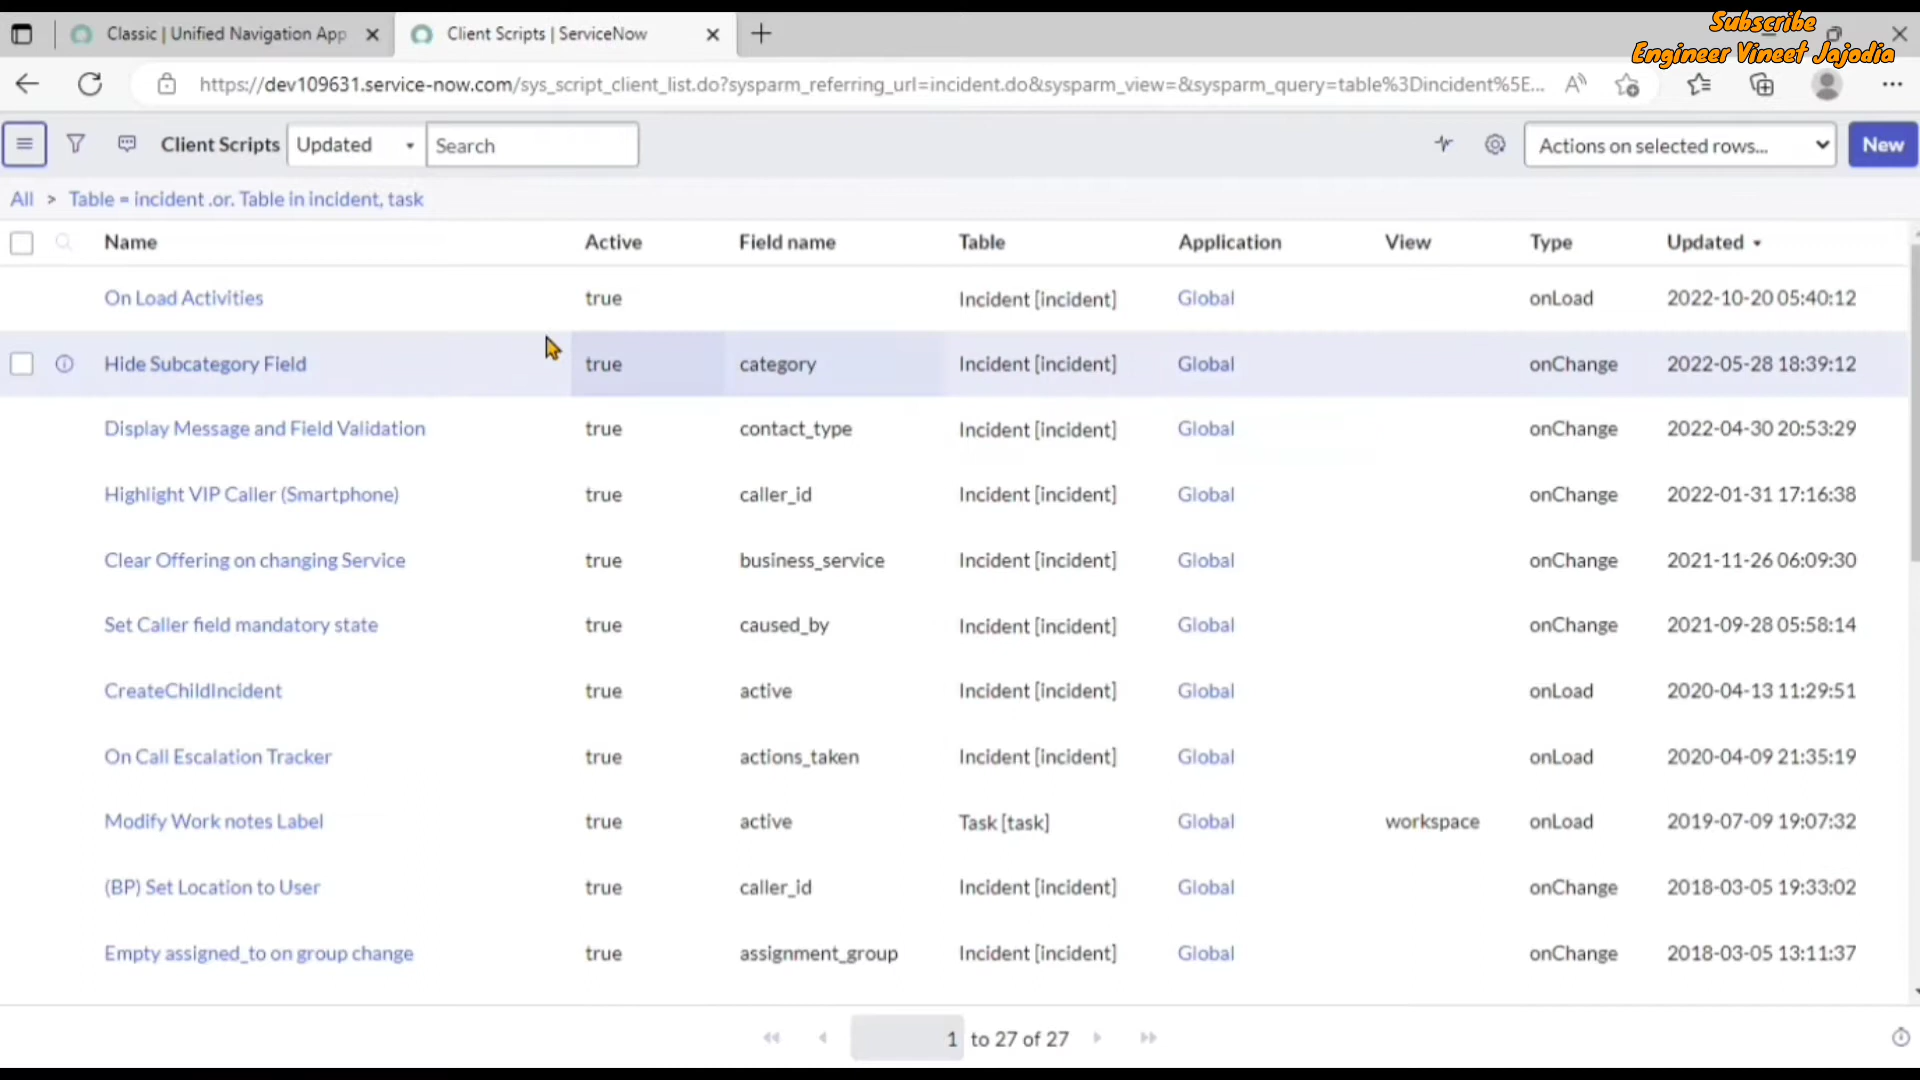 Classic | Unified Navigation App
Client Scripts | ServiceNow
Subscribe
Engineer Vineet Jajodia
https://dev109631.service-now.com/sys_script_client_list.do?sysparm_referring_url=incident.do&sysparm_view=&sysparm_query=table%3Dincident%5E...
Client Scripts Updated Search Actions on selected rows... New
All > Table = incident .or. Table in incident, task
Name Active Field name Table Application View Type Updated
On Load Activities true Incident [incident] Global onLoad 2022-10-20 05:40:12
Hide Subcategory Field true category Incident [incident] Global onChange 2022-05-28 18:39:12
Display Message and Field Validation true contact_type Incident [incident] Global onChange 2022-04-30 20:53:29
Highlight VIP Caller (Smartphone) true caller_id Incident [incident] Global onChange 2022-01-31 17:16:38
Clear Offering on changing Service true business_service Incident [incident] Global onChange 2021-11-26 06:09:30
Set Caller field mandatory state true caused_by Incident [incident] Global onChange 2021-09-28 05:58:14
CreateChildIncident true active Incident [incident] Global onLoad 2020-04-13 11:29:51
On Call Escalation Tracker true actions_taken Incident [incident] Global onLoad 2020-04-09 21:35:19
Modify Work notes Label true active Task [task] Global workspace onLoad 2019-07-09 19:07:32
(BP) Set Location to User true caller_id Incident [incident] Global onChange 2018-03-05 19:33:02
Empty assigned_to on group change true assignment_group Incident [incident] Global onChange 2018-03-05 13:11:37
1 to 27 of 27